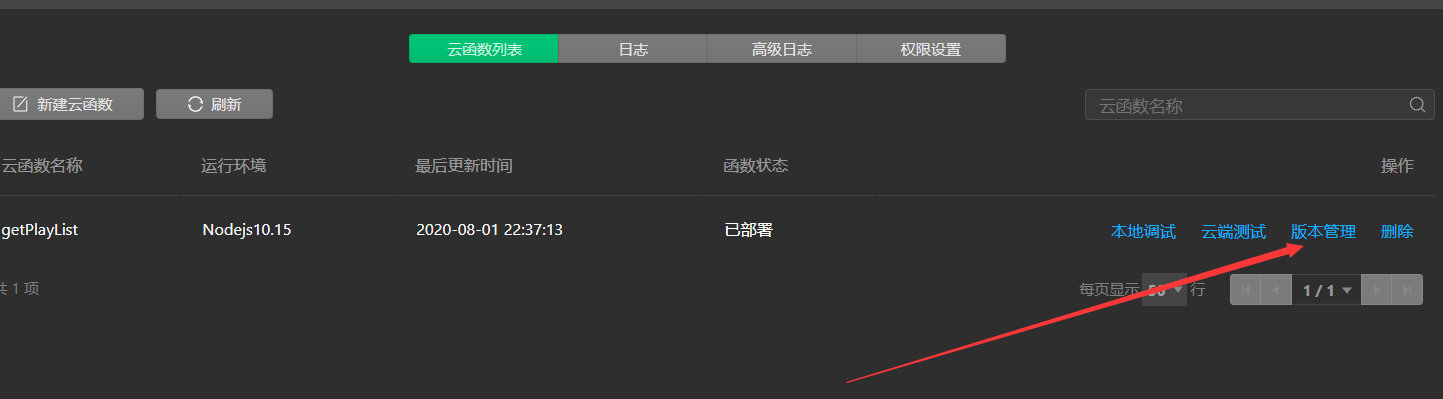 云函数列表 日志 高级日志 权限设置
新建云函数 刷新 云函数名称
云函数名称 运行环境 最后更新时间 函数状态 操作
getPlayList Nodejs10.15 2020-08-01 22:37:13 已部署 本地调试 云端测试 版本管理 删除
共 1 项 每页显示 50 行 1 / 1